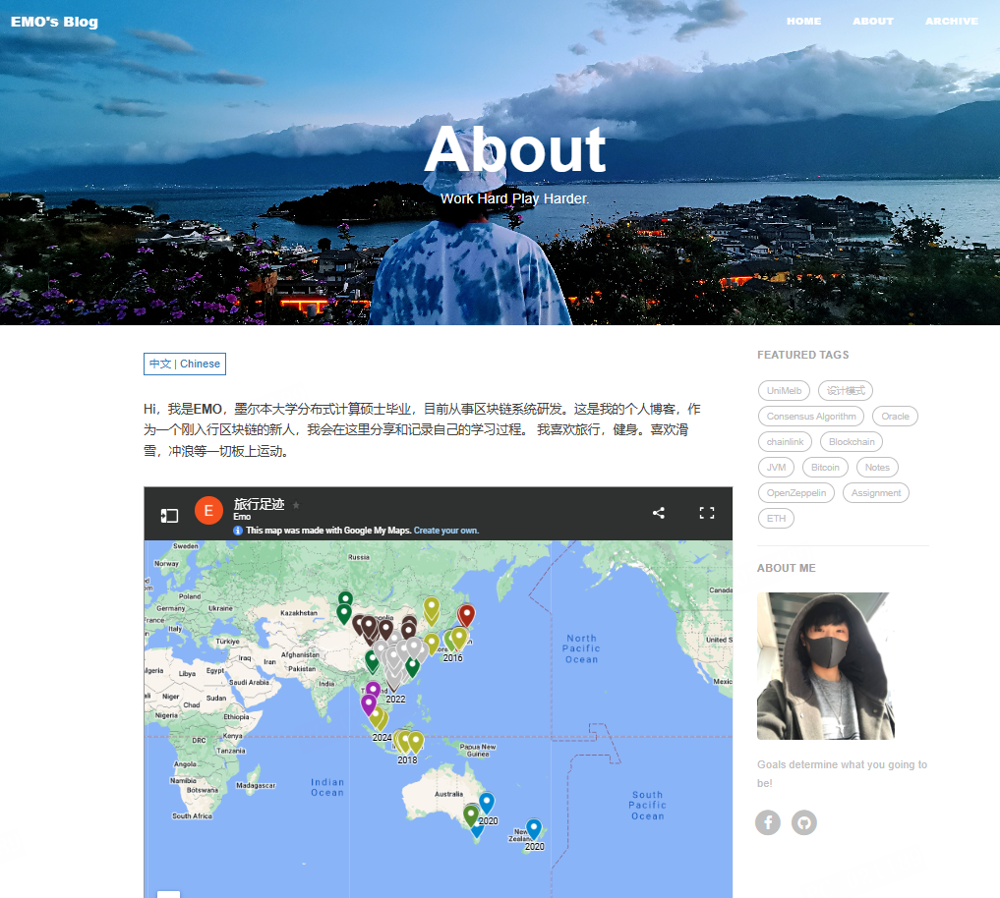 EMO's Blog
HOME ABOUT ARCHIVE
About
Work Hard Play Harder.
中文 | Chinese
Hi，我是EMO，墨尔本大学分布式计算硕士毕业，目前从事区块链系统研发。这是我的个人博客，作
为一个刚入行区块链的新人，我会在这里分享和记录自己的学习过程。 我喜欢旅行，健身。喜欢滑
雪，冲浪等一切板上运动。
E
旅行足迹
Emo
This map was made with Google My Maps. Create your own.
Sweden
Norway
Russia
Canada
Poland
Germany
Ukraine
Kazakhstan
France
Italy
Türkiye
United S
Iraq
Iran
Afghanistan
Pakistan
North
Pacific
Ocean
2016
Algeria
Libya
Egypt
Saudi Arabia
India
Mexic
Niger
Chad
Sudan
2022
Nigeria
Ethiopia
2024
DRC
Kenya
Tanzania
Papua New
Guinea
2018
Angola
Indian
Ocean
Namibia
Botswana
Madagascar
Australia
South
Pacific
Ocean
South Africa
2020
New
Zealand
2020
FEATURED TAGS
UniMelb 设计模式
Consensus Algorithm Oracle
chainlink Blockchain
JVM Bitcoin Notes
OpenZeppelin Assignment
ETH
ABOUT ME
Goals determine what you going to
be!